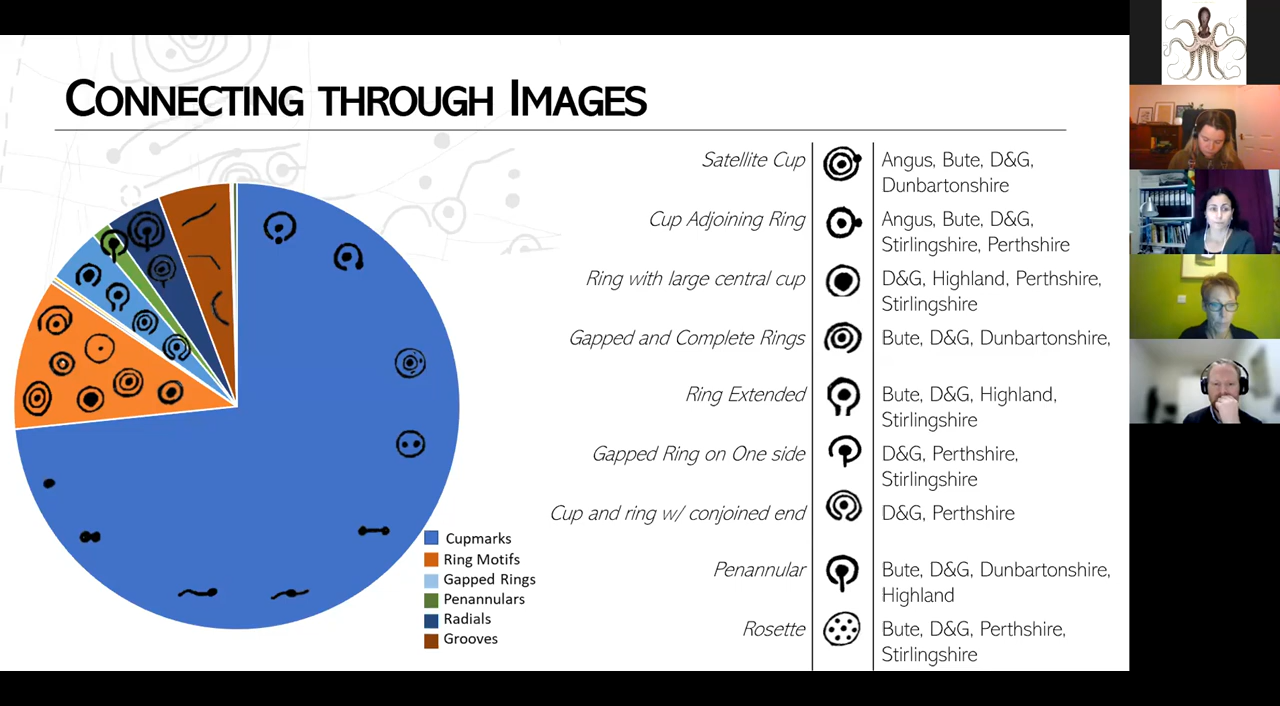 CONNECTING THROUGH IMAGES
Satellite Cup
Angus, Bute, D&G,
Dunbartonshire
Cup Adjoining Ring
Angus, Bute, D&G,
Stirlingshire, Perthshire
Ring with large central cup
D&G, Highland, Perthshire,
Stirlingshire
Gapped and Complete Rings
Bute, D&G, Dunbartonshire,
Ring Extended
Bute, D&G, Highland,
Stirlingshire
Gapped Ring on One side
D&G, Perthshire,
Stirlingshire
Cup and ring w/ conjoined end
D&G, Perthshire
Penannular
Bute, D&G, Dunbartonshire,
Highland
Rosette
Bute, D&G, Perthshire,
Stirlingshire
Cupmarks
Ring Motifs
Gapped Rings
Penannulars
Radials
Grooves